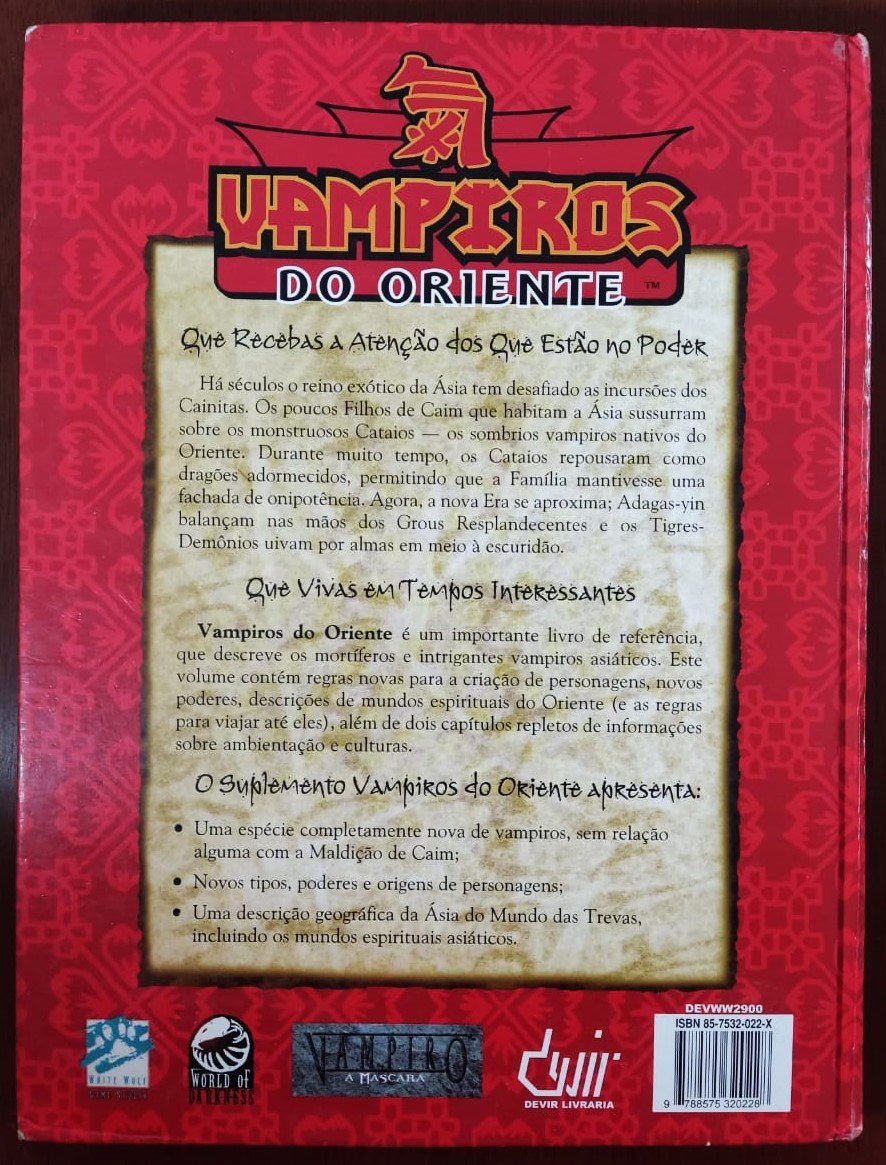 VAMPIROS
DO ORIENTE ™
Que Recebas a Atenção dos Que Estão no Poder
Há séculos o reino exótico da Ásia tem desafiado as incursões dos
Cainitas. Os poucos Filhos de Caim que habitam a Ásia sussurram
sobre os monstruosos Cataios — os sombrios vampiros nativos do
Oriente. Durante muito tempo, os Cataios repousaram como
dragões adormecidos, permitindo que a Família mantivesse uma
fachada de onipotência. Agora, a nova Era se aproxima; Adagas-yin
balançam nas mãos dos Grous Resplandecentes e os Tigres-
Demônios uivam por almas em meio à escuridão.
Que Vivas em Tempos Interessantes
Vampiros do Oriente é um importante livro de referência,
que descreve os mortíferos e intrigantes vampiros asiáticos. Este
volume contém regras novas para a criação de personagens, novos
poderes, descrições de mundos espirituais do Oriente (e as regras
para viajar até eles), além de dois capítulos repletos de informações
sobre ambientação e culturas.
O Suplemento Vampiros do Oriente apresenta:
• Uma espécie completamente nova de vampiros, sem relação
alguma com a Maldição de Caim;
• Novos tipos, poderes e origens de personagens;
• Uma descrição geográfica da Ásia do Mundo das Trevas,
incluindo os mundos espirituais asiáticos.
WHITE WOLF
WORLD OF
DARKNESS
VAMPIRO
A MÁSCARA
devir
DEVIR LIVRARIA
DEVWW2900
ISBN 85-7532-022-X
9 788575 320228